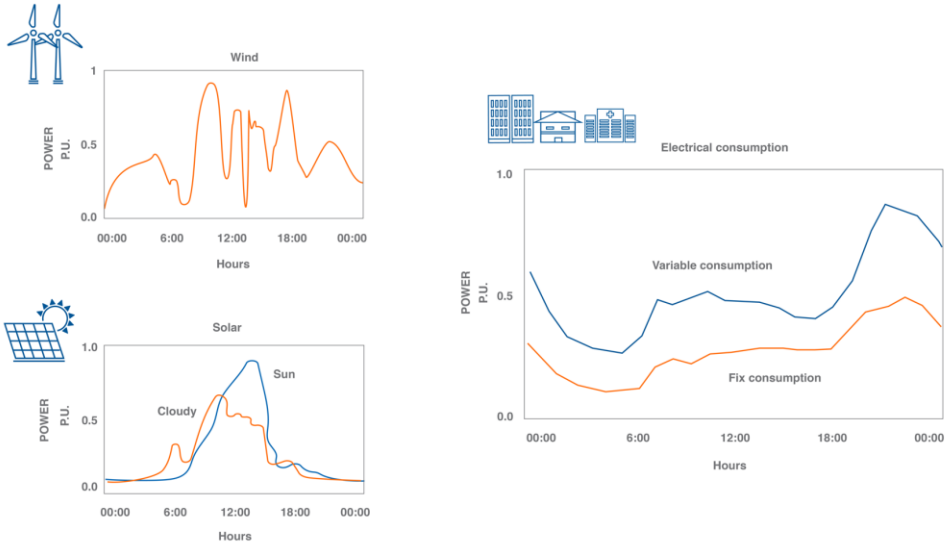 Wind
1
0.5
0.0
POWER
P.U.
00:00 6:00 12:00 18:00 00:00
Hours
Solar
1.0
0.5
0.0
POWER
P.U.
Sun
Cloudy
00:00 6:00 12:00 18:00 00:00
Hours
Electrical consumption
1.0
0.5
0.0
POWER
P.U.
Variable consumption
Fix consumption
00:00 6:00 12:00 18:00 00:00
Hours